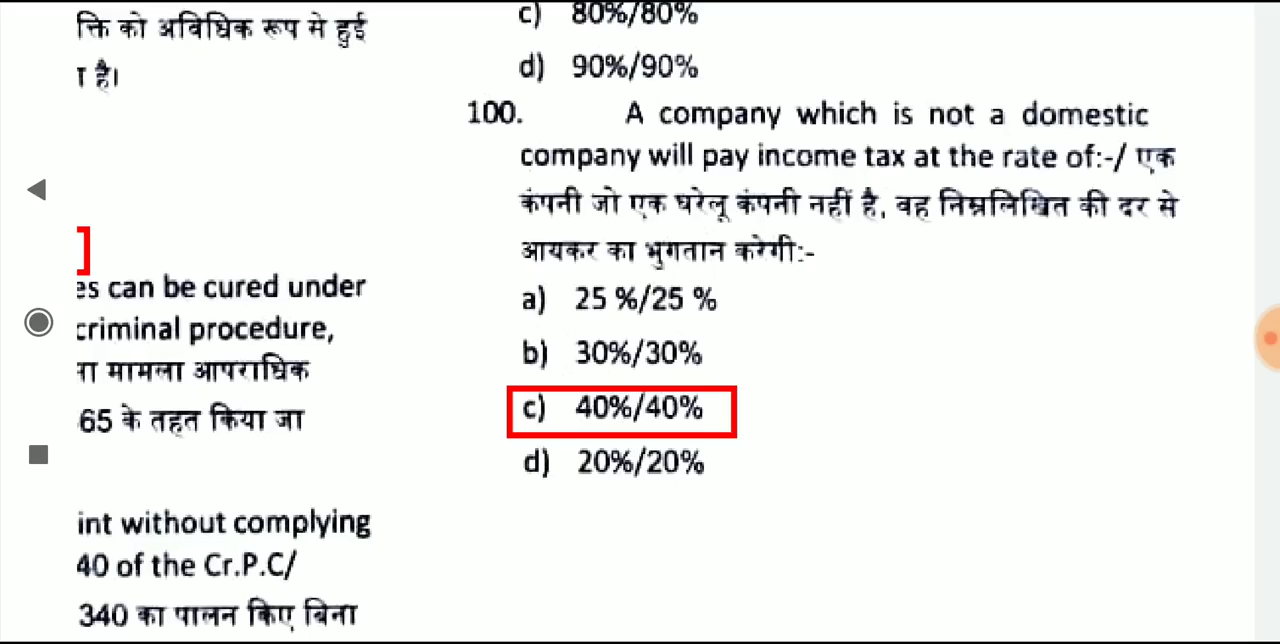 क्ति को अविधिक रूप से हुई
है।
es can be cured under
criminal procedure,
ना मामला आपराधिक
65 के तहत किया जा
int without complying
40 of the Cr.P.C/
340 का पालन किए बिना
c) 80%/80%
d) 90%/90%
100. A company which is not a domestic
company will pay income tax at the rate of:-/ एक
कंपनी जो एक घरेलू कंपनी नहीं है, वह निम्नलिखित की दर से
आयकर का भुगतान करेगी:-
a) 25 %/25 %
b) 30%/30%
c) 40%/40%
d) 20%/20%